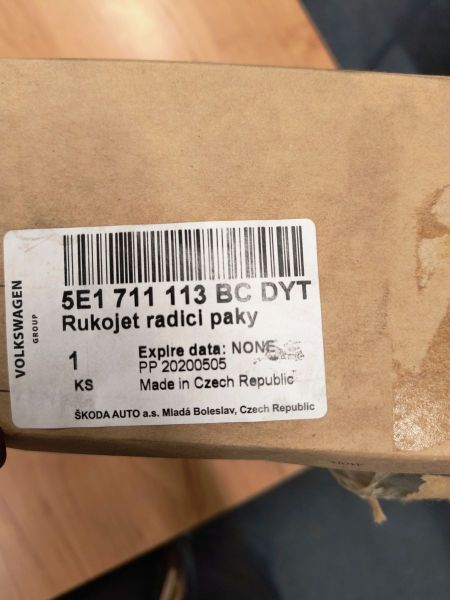 VOLKSWAGEN
GROUP
5E1 711 113 BC DYT
Rukojet radici paky
1
KS
Expire data: NONE
PP 20200505
Made in Czech Republic
ŠKODA AUTO a.s. Mladá Boleslav, Czech Republic